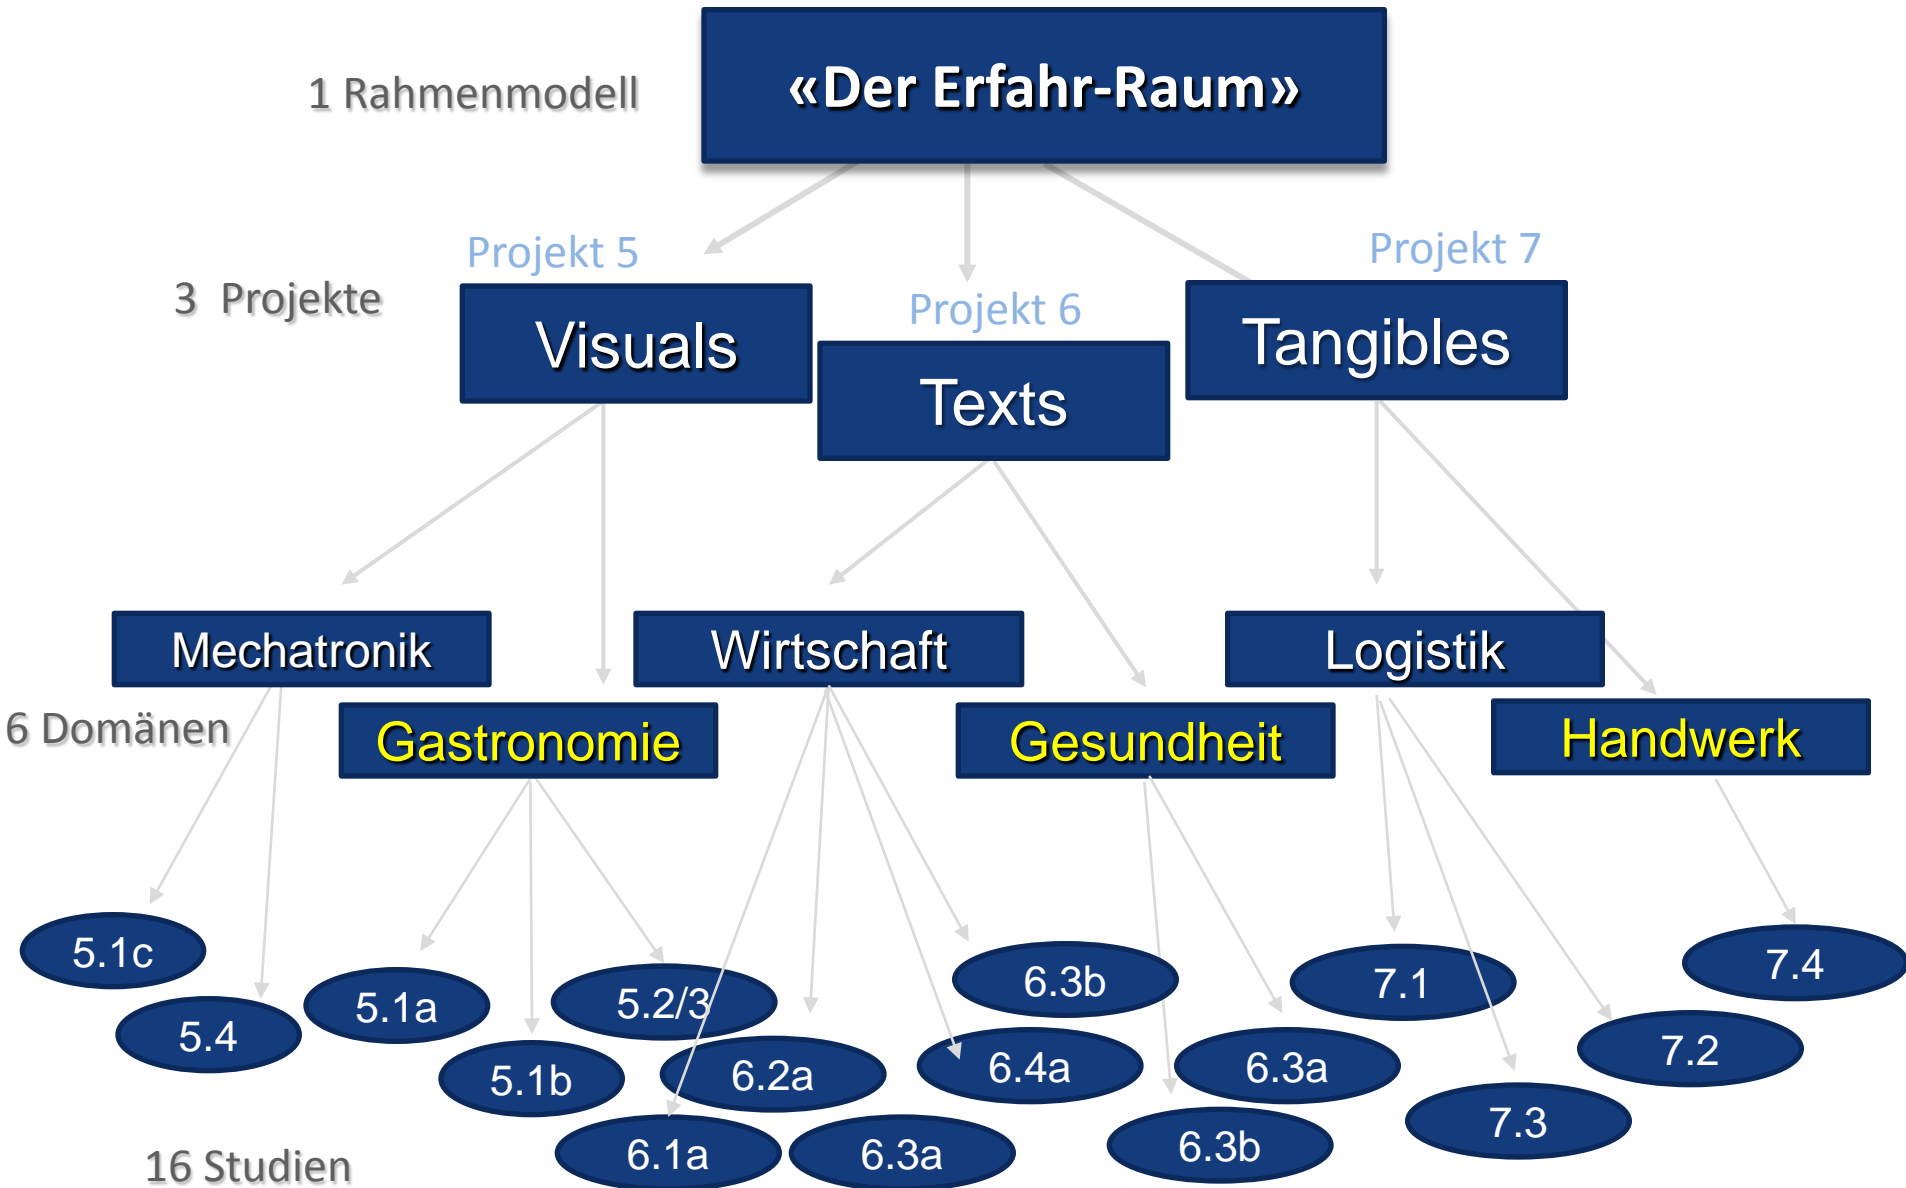 «Der Erfahr-Raum»
1 Rahmenmodell
Projekt 5
Projekt 7
3 Projekte
Projekt 6
Visuals
Texts
Tangibles
Mechatronik
Wirtschaft
Logistik
6 Domänen
Gastronomie
Gesundheit
Handwerk
5.1c
5.4
5.1a
5.1b
5.2/3
6.2a
6.1a
6.3a
6.3b
6.4a
6.3b
6.3a
7.1
7.3
7.2
7.4
16 Studien